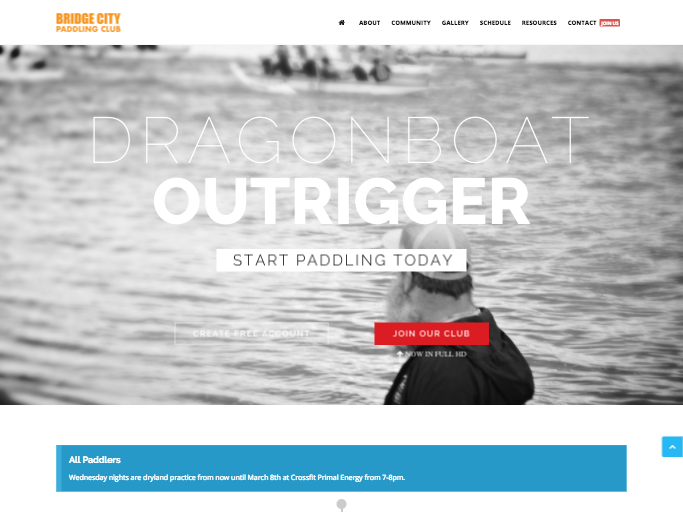 BRIDGE CITY
PADDLING CLUB
ABOUT COMMUNITY GALLERY SCHEDULE RESOURCES CONTACT JOIN US
DRAGONBOAT
OUTRIGGER
START PADDLING TODAY
CREATE FREE ACCOUNT
JOIN OUR CLUB
NOW IN FULL HD
All Paddlers
Wednesday nights are dryland practice from now until March 8th at Crossfit Primal Energy from 7-8pm.